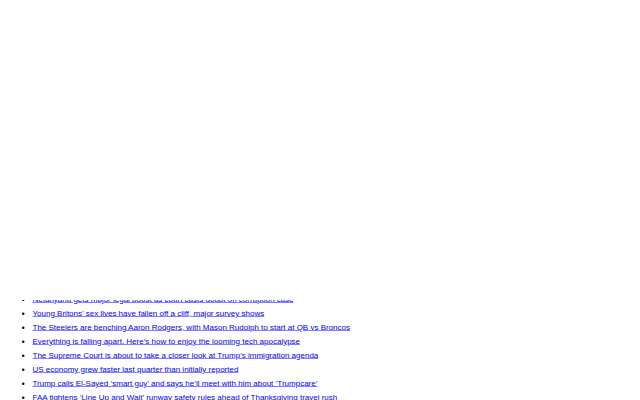 Young Britons' sex lives have fallen off a cliff, major survey shows
The Steelers are benching Aaron Rodgers, with Mason Rudolph to start at QB vs Broncos
Everything is falling apart. Here's how to enjoy the looming tech apocalypse
The Supreme Court is about to take a closer look at Trump's immigration agenda
US economy grew faster last quarter than initially reported
Trump calls El-Sayed 'smart guy' and says he'll meet with him about 'Trumpcare'
FAA tightens 'Line Up and Wait' runway safety rules ahead of Thanksgiving travel rush